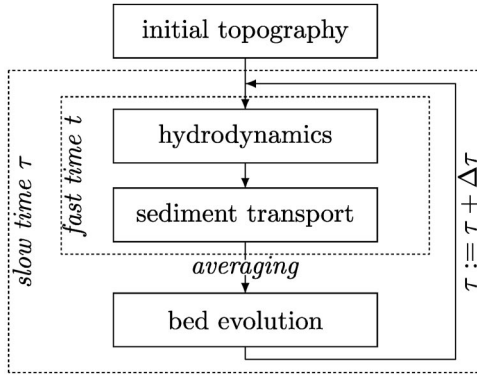 initial topography
hydrodynamics
sediment transport
averaging
bed evolution
fast time t
slow time τ
τ := τ + Δτ